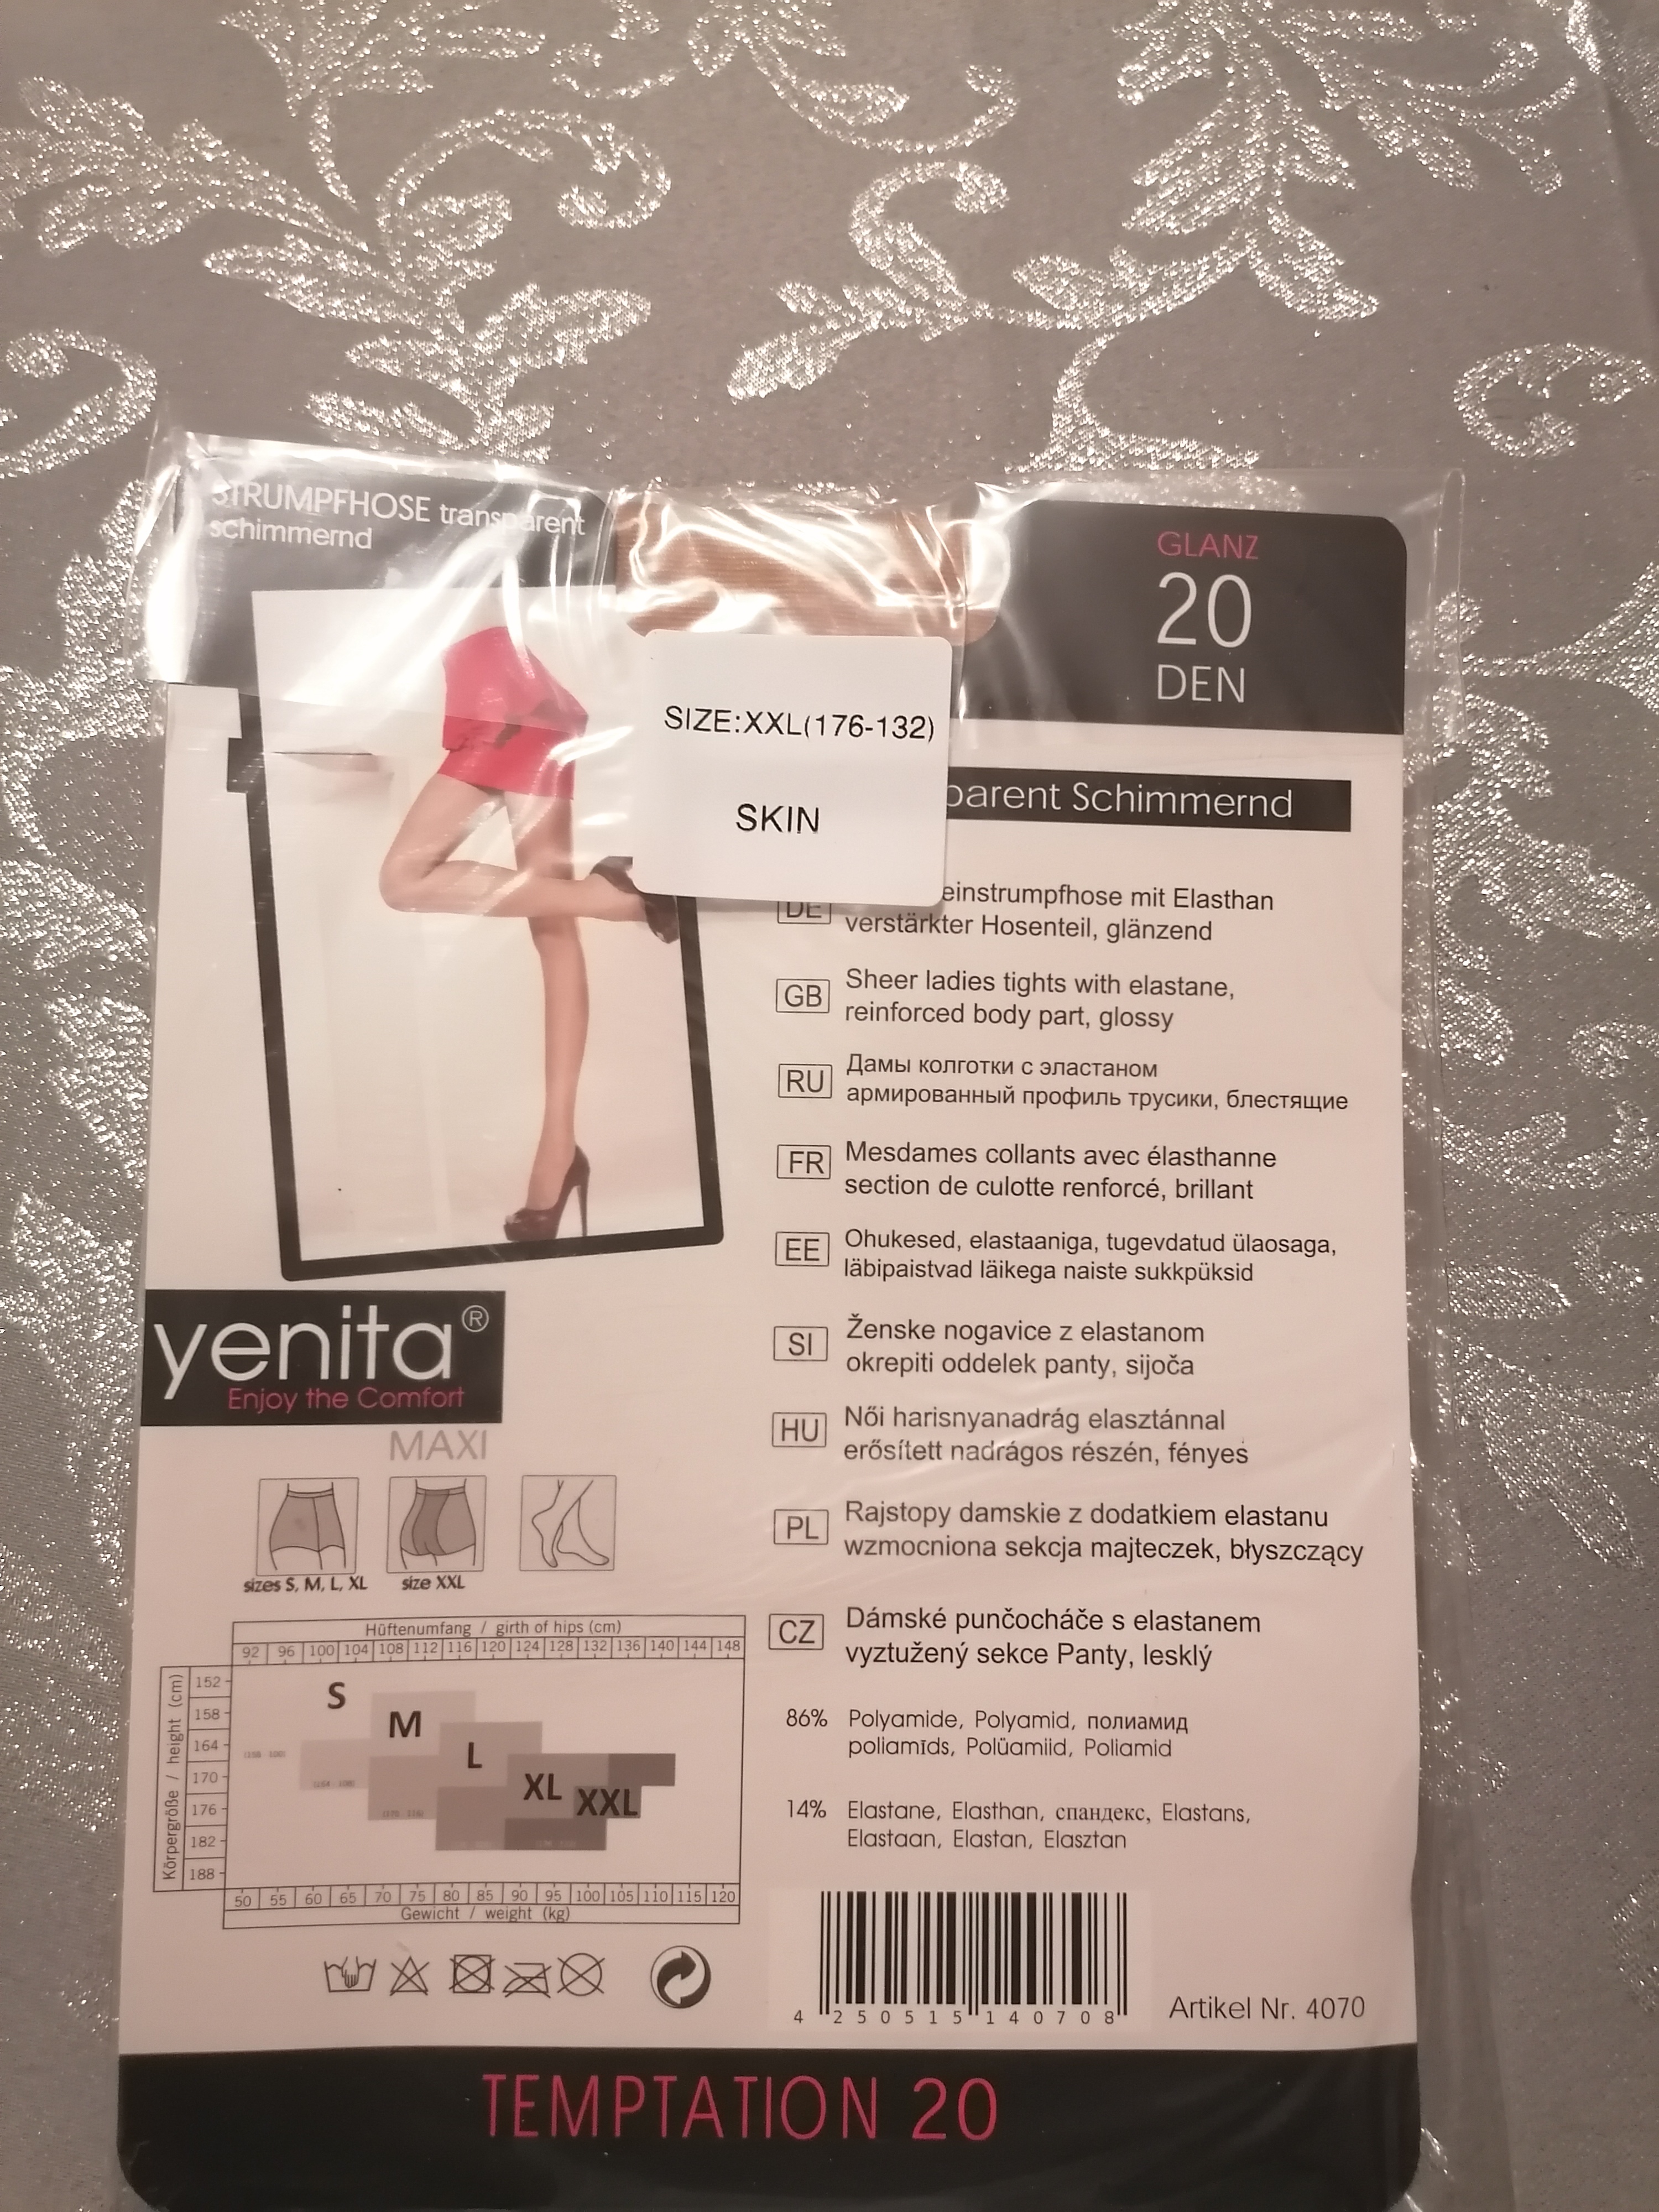 STRUMPFHOSE transparent
schimmernd
GLANZ
20
DEN
SIZE:XXL(176-132)
SKIN
parent Schimmernd
DE
einstrumpfhose mit Elasthan
verstärkter Hosenteil, glänzend
GB
Sheer ladies tights with elastane,
reinforced body part, glossy
RU
Дамы колготки с эластаном
армированный профиль трусики, блестящие
FR
Mesdames collants avec élasthanne
section de culotte renforcé, brillant
EE
Ohukesed, elastaaniga, tugevdatud ülaosaga,
läbipaistvad läikega naiste sukkpüksid
SI
Ženske nogavice z elastanom
okrepiti oddelek panty, sijoča
HU
Női harisnyanadrág elasztánnal
erősített nadrágos részén, fényes
PL
Rajstopy damskie z dodatkiem elastanu
wzmocniona sekcja majteczek, błyszczący
CZ
Dámské punčocháče s elastanem
vyztužený sekce Panty, lesklý
86% Polyamide, Polyamid, полиамид
poliamīds, Polüamiid, Poliamid
14% Elastane, Elasthan, спандекс, Elastans,
Elastaan, Elastan, Elasztan
yenita®
Enjoy the Comfort
MAXI
sizes S, M, L, XL
size XXL
Hüftenumfang / girth of hips (cm)
92 96 100 104 108 112 116 120 124 128 132 136 140 144 148
Körpergröße / height (cm)
152
158
164
170
176
182
188
S
M
L
XL
XXL
50 55 60 65 70 75 80 85 90 95 100 105 110 115 120
Gewicht / weight (kg)
4 250515 140708
Artikel Nr. 4070
TEMPTATION 20